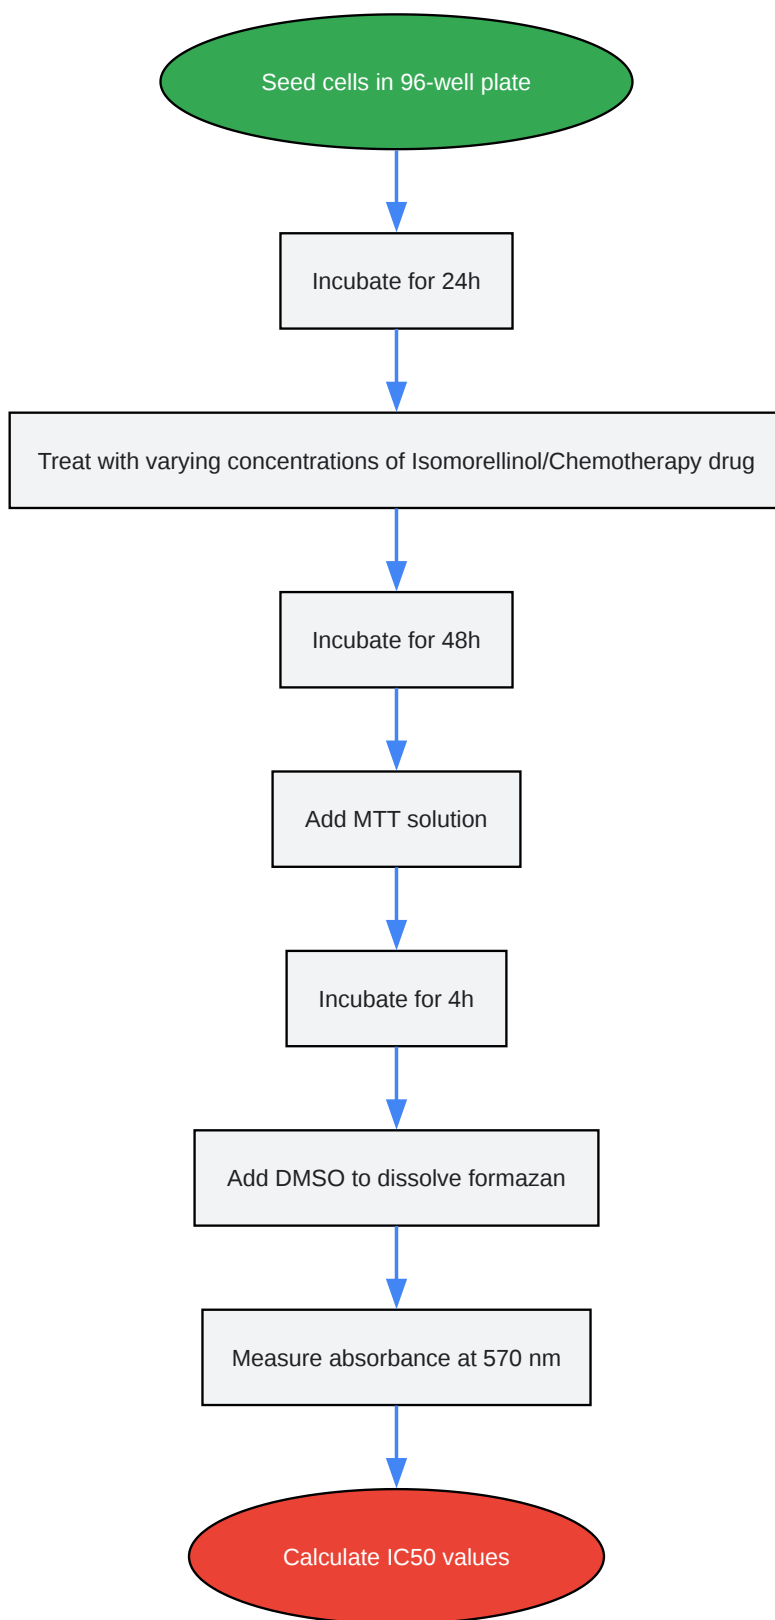 Seed cells in 96-well plate
Incubate for 24h
Treat with varying concentrations of Isomorellinol/Chemotherapy drug
Incubate for 48h
Add MTT solution
Incubate for 4h
Add DMSO to dissolve formazan
Measure absorbance at 570 nm
Calculate IC50 values